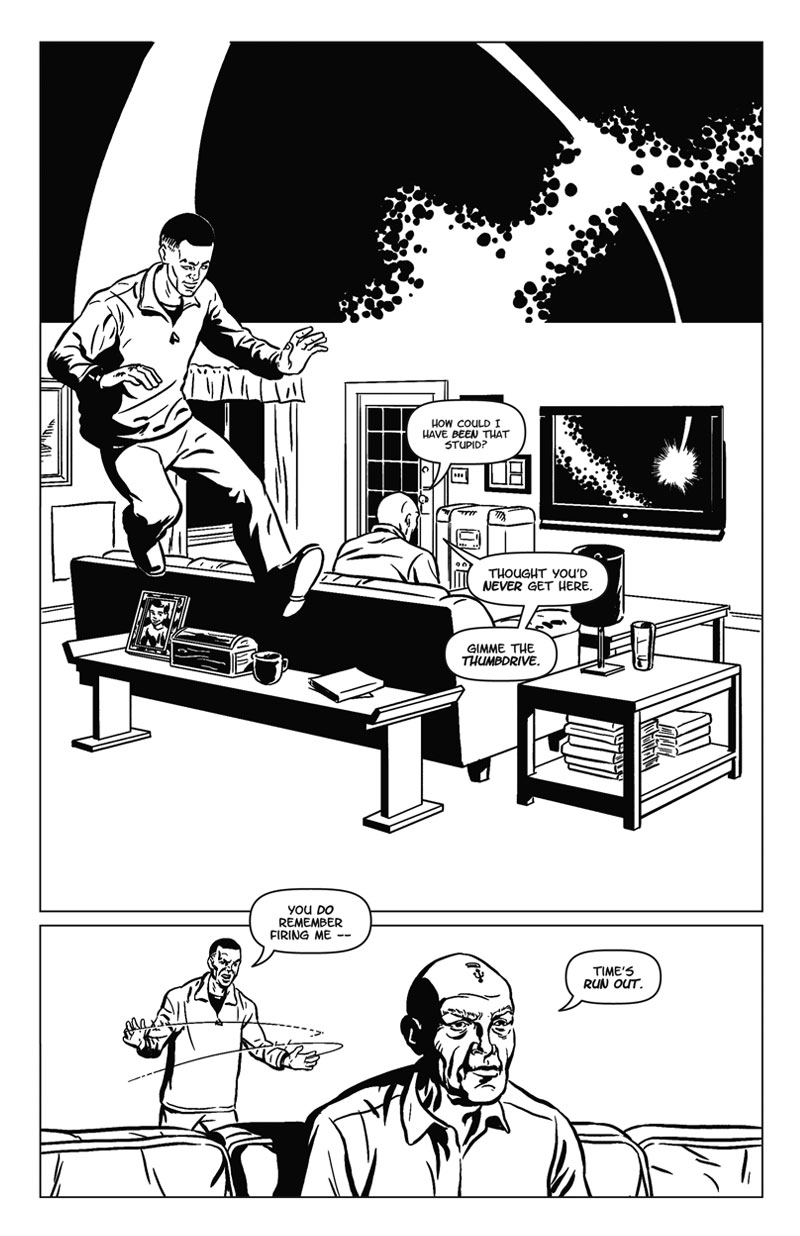 HOW COULD I
HAVE BEEN THAT
STUPID?
THOUGHT YOU'D
NEVER GET HERE.
GIMME THE
THUMBDRIVE.
YOU DO
REMEMBER
FIRING ME --
TIME'S
RUN OUT.